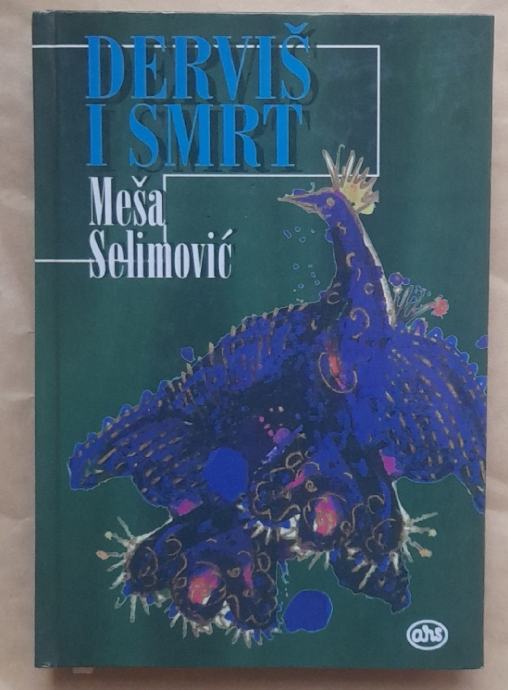 DERVIŠ
I SMRT
Meša
Selimović
ars